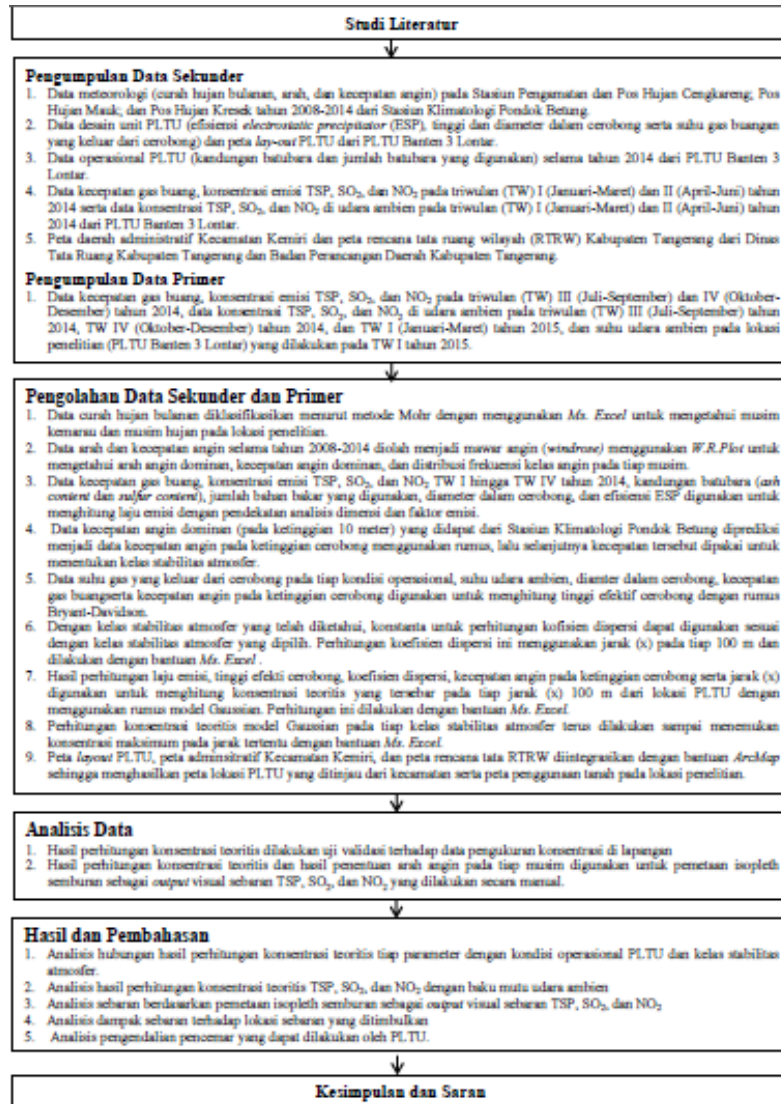 Studi Literatur
Pengumpulan Data Sekunder
1. Data meteorologi (curah hujan bulanan, arah, dan kecepatan angin) pada Stasiun Pengamatan dan Pos Hujan Cengkareng; Pos
Hujan Mauk; dan Pos Hujan Kresek tahun 2008-2014 dari Stasiun Klimatologi Pondok Betung.
2. Data desain unit PLTU (efisiensi electrostatic precipitator (ESP), tinggi dan diameter dalam cerobong serta suhu gas buangan
yang keluar dari cerobong) dan peta lay-out PLTU dari PLTU Banten 3 Lontar.
3. Data operasional PLTU (kandungan batubara dan jumlah batubara yang digunakan) selama tahun 2014 dari PLTU Banten 3
Lontar.
4. Data kecepatan gas buang, konsentrasi emisi TSP, SO₂, dan NO₂ pada triwulan (TW) I (Januari-Maret) dan II (April-Juni) tahun
2014 serta data konsentrasi TSP, SO₂, dan NO₂ di udara ambien pada triwulan (TW) I (Januari-Maret) dan II (April-Juni) tahun
2014 dari PLTU Banten 3 Lontar.
5. Peta daerah administratif Kecamatan Kemiri dan peta rencana tata ruang wilayah (RTRW) Kabupaten Tangerang dari Dinas
Tata Ruang Kabupaten Tangerang dan Badan Perancangan Daerah Kabupaten Tangerang.
Pengumpulan Data Primer
1. Data kecepatan gas buang, konsentrasi emisi TSP, SO₂, dan NO₂ pada triwulan (TW) III (Juli-September) dan IV (Oktober-
Desember) tahun 2014, data konsentrasi TSP, SO₂, dan NO₂ di udara ambien pada triwulan (TW) III (Juli-September) tahun
2014, TW IV (Oktober-Desember) tahun 2014, dan TW I (Januari-Maret) tahun 2015, dan suhu udara ambien pada lokasi
penelitian (PLTU Banten 3 Lontar) yang dilakukan pada TW I tahun 2015.
Pengolahan Data Sekunder dan Primer
1. Data curah hujan bulanan diklasifikasikan menurut metode Mohr dengan menggunakan Ms. Excel untuk mengetahui musim
kemarau dan musim hujan pada lokasi penelitian.
2. Data arah dan kecepatan angin selama tahun 2008-2014 diolah menjadi mawar angin (windrose) menggunakan W.R.Plot untuk
mengetahui arah angin dominan, kecepatan angin dominan, dan distribusi frekuensi kelas angin pada tiap musim.
3. Data kecepatan gas buang, konsentrasi emisi TSP, SO₂, dan NO₂ TW I hingga TW IV tahun 2014, kandungan batubara (ash
content dan sulfur content), jumlah bahan bakar yang digunakan, diameter dalam cerobong, dan efisiensi ESP digunakan untuk
menghitung laju emisi dengan pendekatan analisis dimensi dan faktor emisi.
4. Data kecepatan angin dominan (pada ketinggian 10 meter) yang didapat dari Stasiun Klimatologi Pondok Betung diprediksi
menjadi data kecepatan angin pada ketinggian cerobong menggunakan rumus, lalu selanjutnya kecepatan tersebut dipakai untuk
menentukan kelas stabilitas atmosfer.
5. Data suhu gas yang keluar dari cerobong pada tiap kondisi operasional, suhu udara ambien, diamter dalam cerobong, kecepatan
gas buangserta kecepatan angin pada ketinggian cerobong digunakan untuk menghitung tinggi efektif cerobong dengan rumus
Bryant-Davidson.
6. Dengan kelas stabilitas atmosfer yang telah diketahui, konstanta untuk perhitungan kofisien dispersi dapat digunakan sesuai
dengan kelas stabilitas atmosfer yang dipilih. Perhitungan koefisien dispersi ini menggunakan jarak (x) pada tiap 100 m dan
dilakukan dengan bantuan Ms. Excel .
7. Hasil perhitungan laju emisi, tinggi efekti cerobong, koefisien dispersi, kecepatan angin pada ketinggian cerobong serta jarak (x)
digunakan untuk menghitung konsentrasi teoritis yang tersebar pada tiap jarak (x) 100 m dari lokasi PLTU dengan
menggunakan rumus model Gaussian. Perhitungan ini dilakukan dengan bantuan Ms. Excel.
8. Perhitungan konsentrasi teoritis model Gaussian pada tiap kelas stabilitas atmosfer terus dilakukan sampai menemukan
konsentrasi maksimum pada jarak tertentu dengan bantuan Ms. Excel.
9. Peta layout PLTU, peta adminsitratif Kecamatan Kemiri, dan peta rencana tata RTRW diintegrasikan dengan bantuan ArcMap
sehingga menghasilkan peta lokasi PLTU yang ditinjau dari kecamatan serta peta penggunaan tanah pada lokasi penelitian.
Analisis Data
1. Hasil perhitungan konsentrasi teoritis dilakukan uji validasi terhadap data pengukuran konsentrasi di lapangan
2. Hasil perhitungan konsentrasi teoritis dan hasil penentuan arah angin pada tiap musim digunakan untuk pemetaan isopleth
semburan sebagai output visual sebaran TSP, SO₂, dan NO₂ yang dilakukan secara manual.
Hasil dan Pembahasan
1. Analisis hubungan hasil perhitungan konsentrasi teoritis tiap parameter dengan kondisi operasional PLTU dan kelas stabilitas
atmosfer.
2. Analisis hasil perhitungan konsentrasi teoritis TSP, SO₂, dan NO₂ dengan baku mutu udara ambien
3. Analisis sebaran berdasarkan pemetaan isopleth semburan sebagai output visual sebaran TSP, SO₂, dan NO₂
4. Analisis dampak sebaran terhadap lokasi sebaran yang ditimbulkan
5. Analisis pengendalian pencemar yang dapat dilakukan oleh PLTU.
Kesimpulan dan Saran